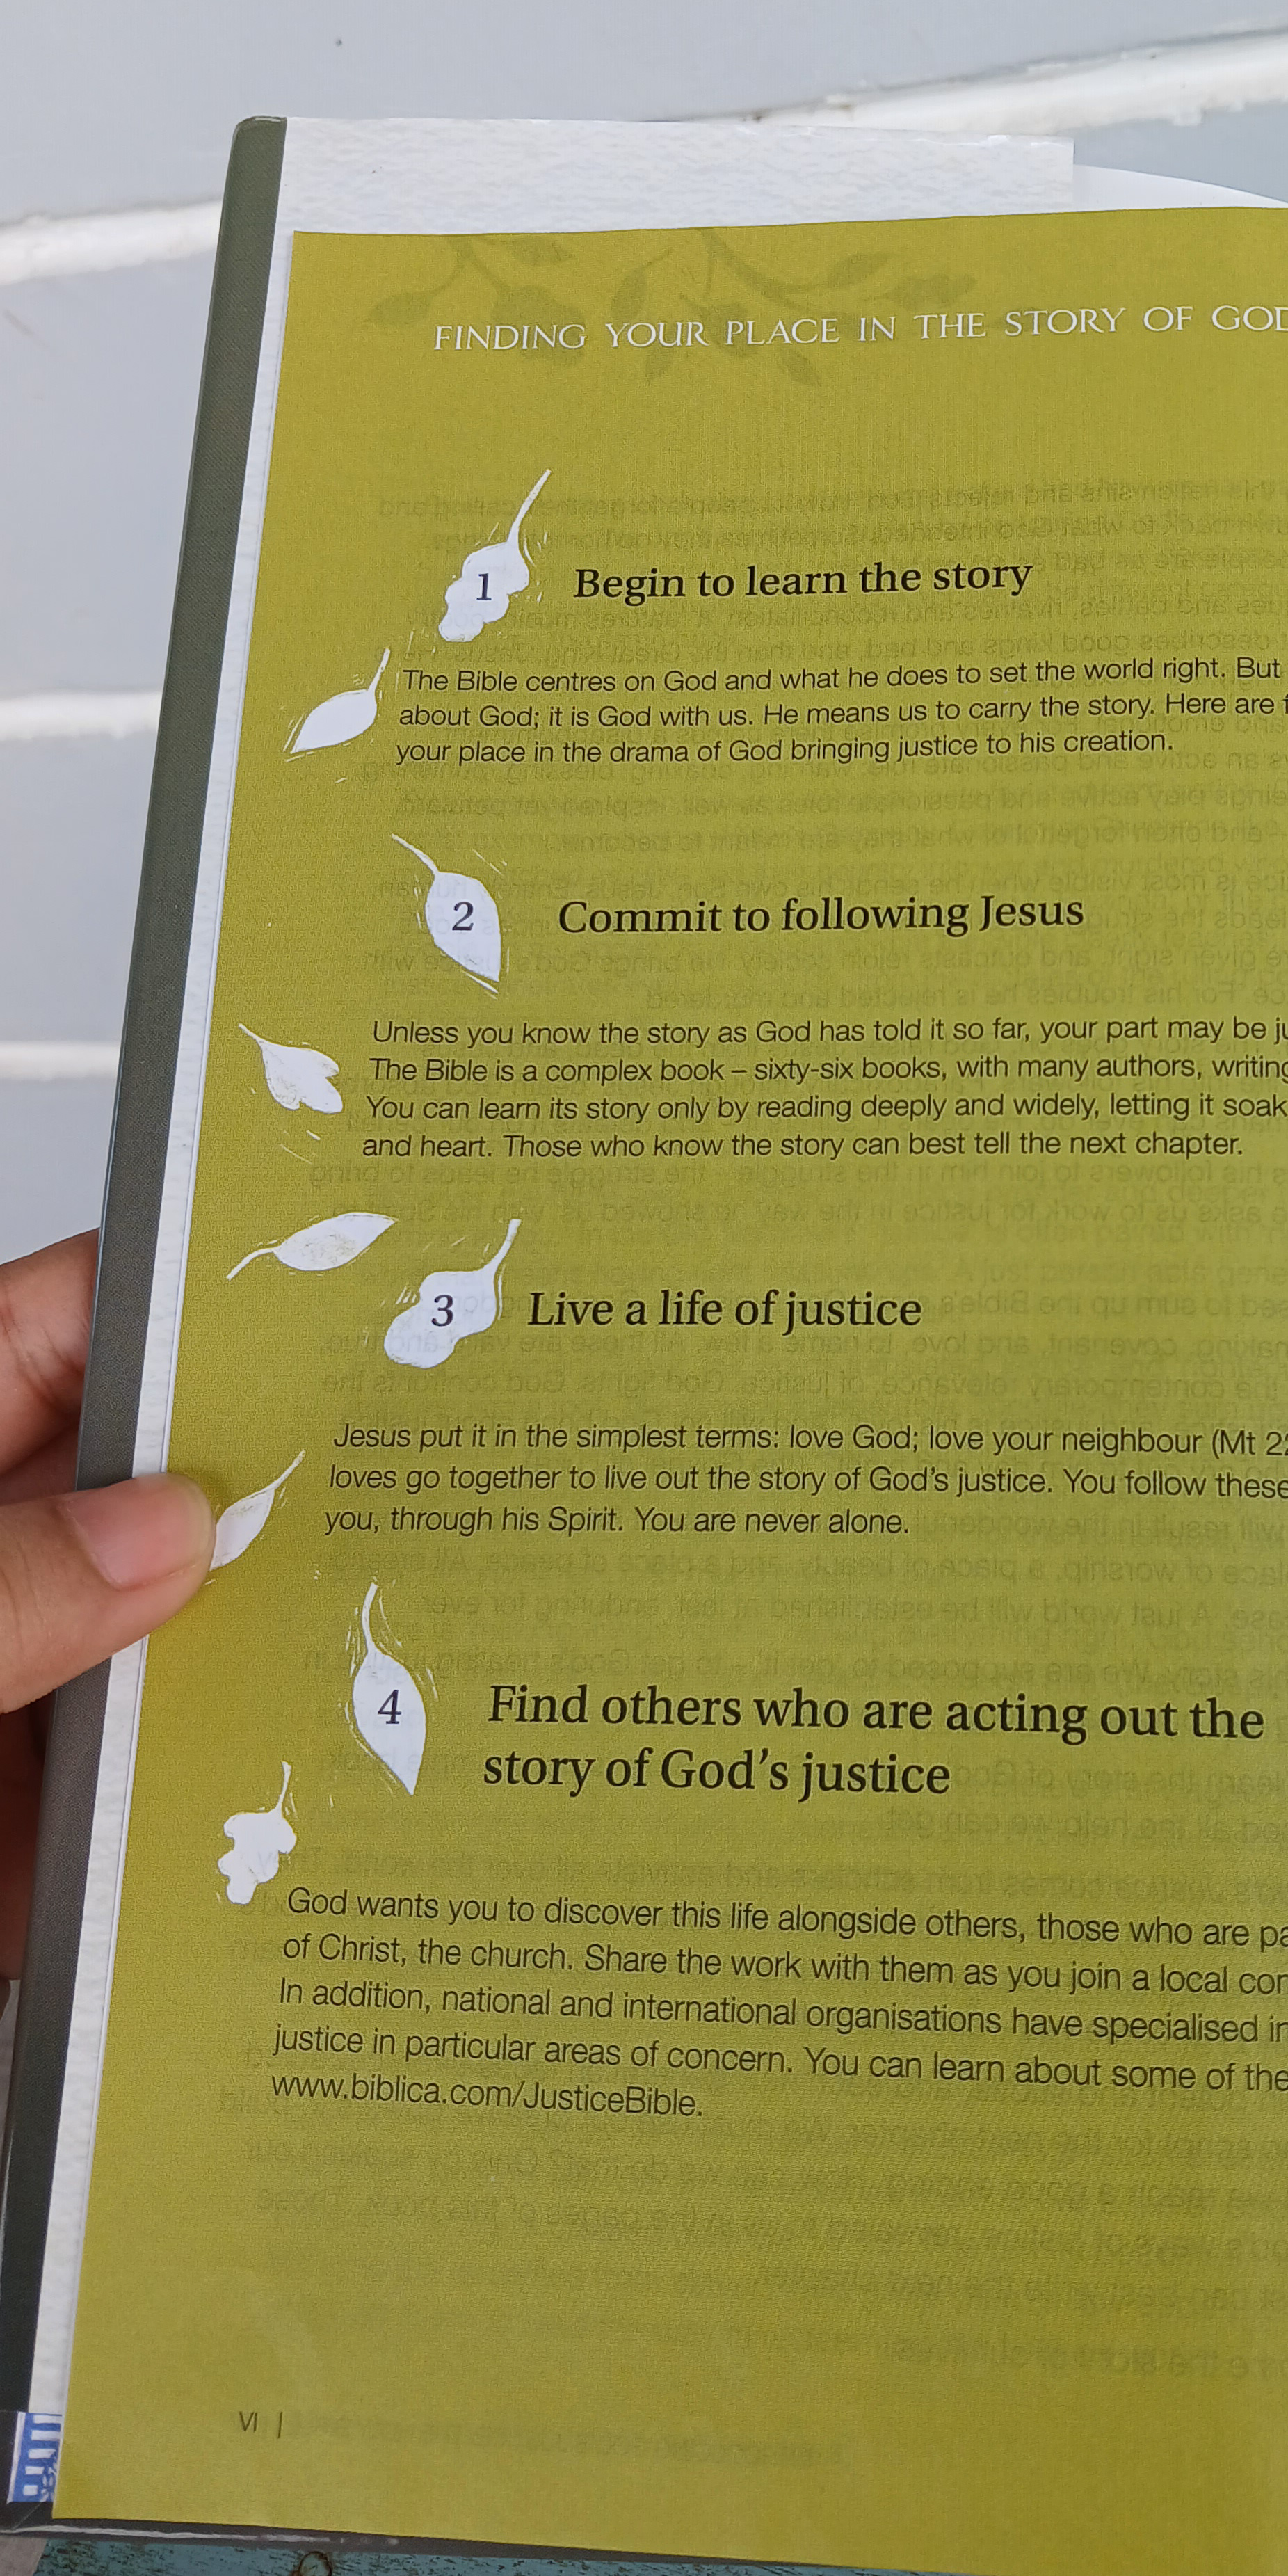 FINDING YOUR PLACE IN THE STORY OF GOD
1 Begin to learn the story
The Bible centres on God and what he does to set the world right. But
about God; it is God with us. He means us to carry the story. Here are
your place in the drama of God bringing justice to his creation.
2 Commit to following Jesus
Unless you know the story as God has told it so far, your part may be
The Bible is a complex book – sixty-six books, with many authors, writing
You can learn its story only by reading deeply and widely, letting it soak
and heart. Those who know the story can best tell the next chapter.
3 Live a life of justice
Jesus put it in the simplest terms: love God; love your neighbour (Mt 22
loves go together to live out the story of God's justice. You follow these
you, through his Spirit. You are never alone.
4 Find others who are acting out the
story of God's justice
God wants you to discover this life alongside others, those who are
of Christ, the church. Share the work with them as you join a local
In addition, national and international organisations have specialised
justice in particular areas of concern. You can learn about some of
www.biblica.com/JusticeBible.
VI |